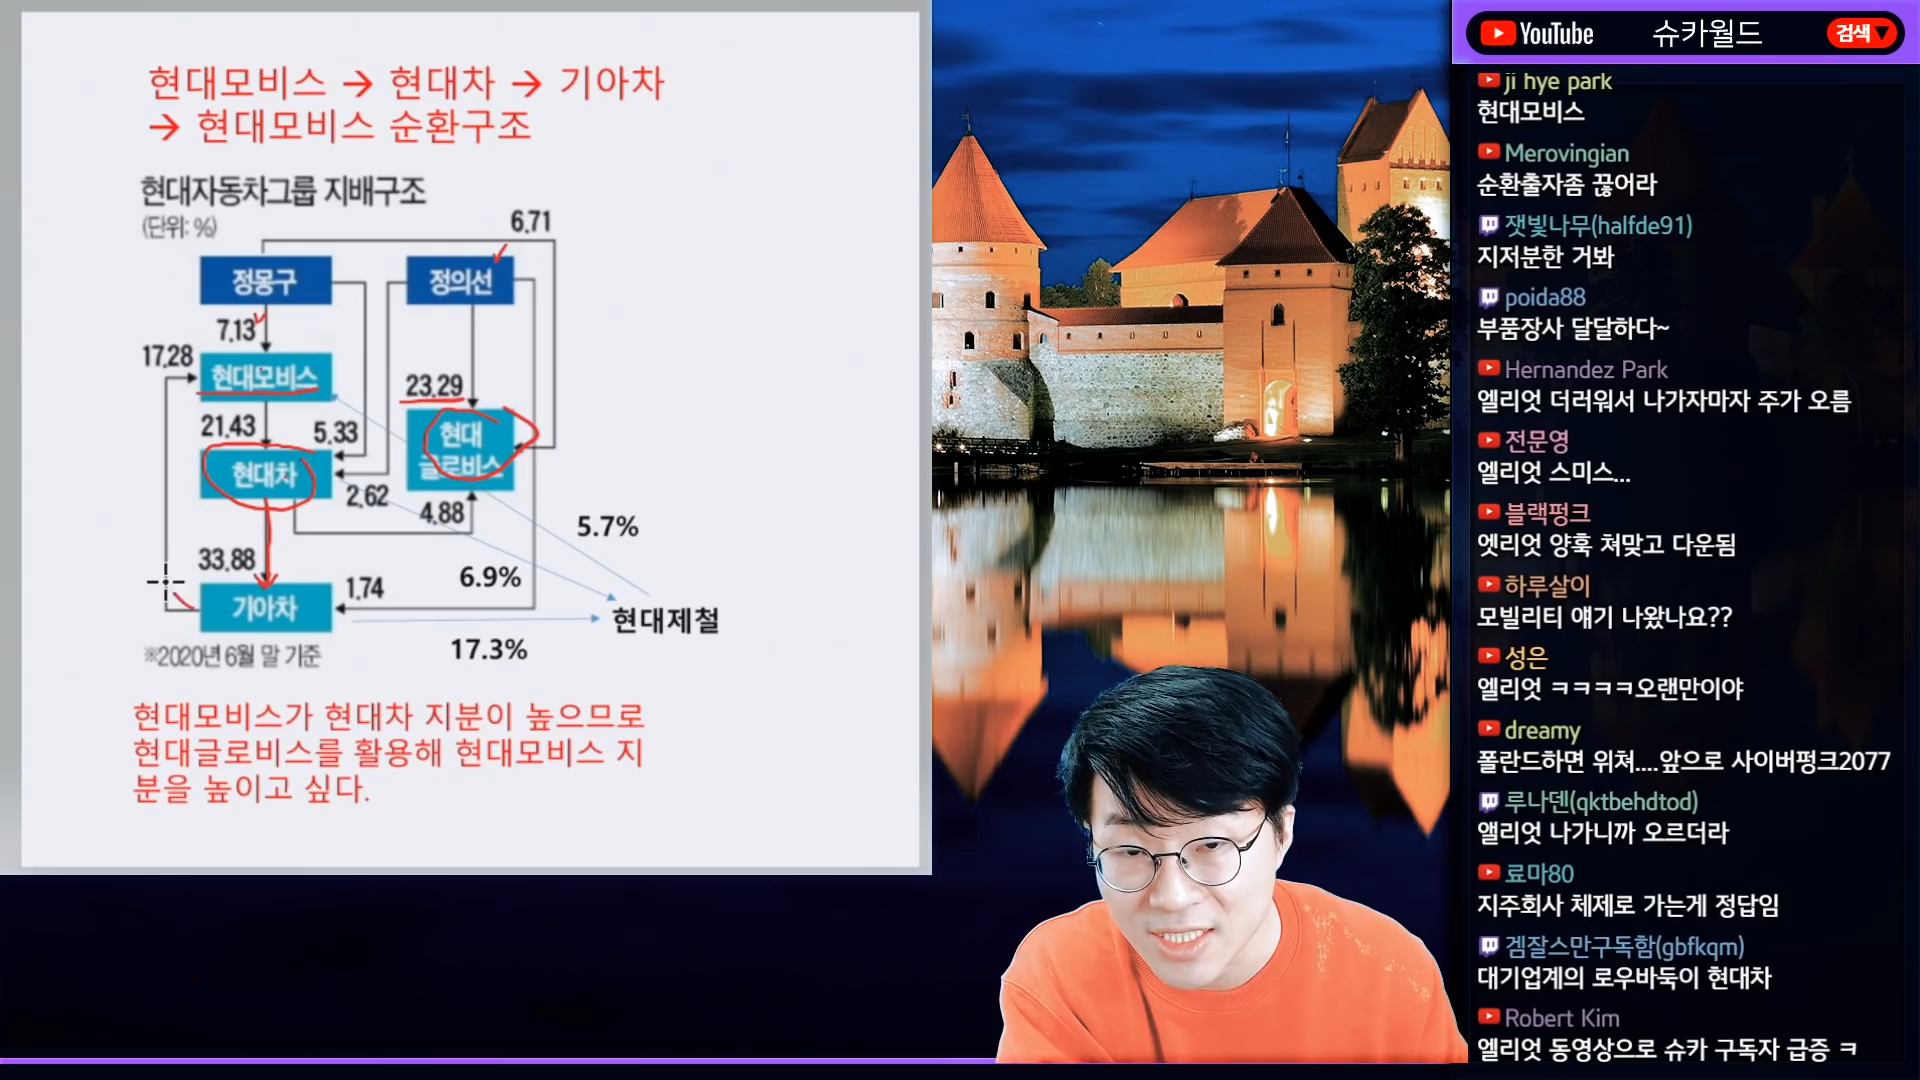 현대모비스 → 현대차 → 기아차
→ 현대모비스 순환구조
현대자동차그룹 지배구조
(단위: %)
6.71
정몽구
정의선
7.13
17.28
현대모비스
23.29
21.43
5.33
현대
글로비스
현대차
2.62
4.88
5.7%
33.88
6.9%
1.74
기아차
현대제철
17.3%
※2020년 6월 말 기준
현대모비스가 현대차 지분이 높으므로
현대글로비스를 활용해 현대모비스 지
분을 높이고 싶다.
YouTube 슈카월드 검색▼
ji hye park
현대모비스
Merovingian
순환출자좀 끊어라
잿빛나무(halfde91)
지저분한 거봐
poida88
부품장사 달달하다~
Hernandez Park
엘리엇 더러워서 나가자마자 주가 오름
전문영
엘리엇 스미스...
블랙펑크
엣리엇 양훅 쳐맞고 다운됨
하루살이
모빌리티 얘기 나왔나요??
성은
엘리엇 ㅋㅋㅋㅋ오랜만이야
dreamy
폴란드하면 위쳐....앞으로 사이버펑크2077
루나덴(qktbehdtod)
앨리엇 나가니까 오르더라
료마80
지주회사 체제로 가는게 정답임
겜잘스만구독함(gbfkqm)
대기업계의 로우바둑이 현대차
Robert Kim
엘리엇 동영상으로 슈카 구독자 급증 ㅋ